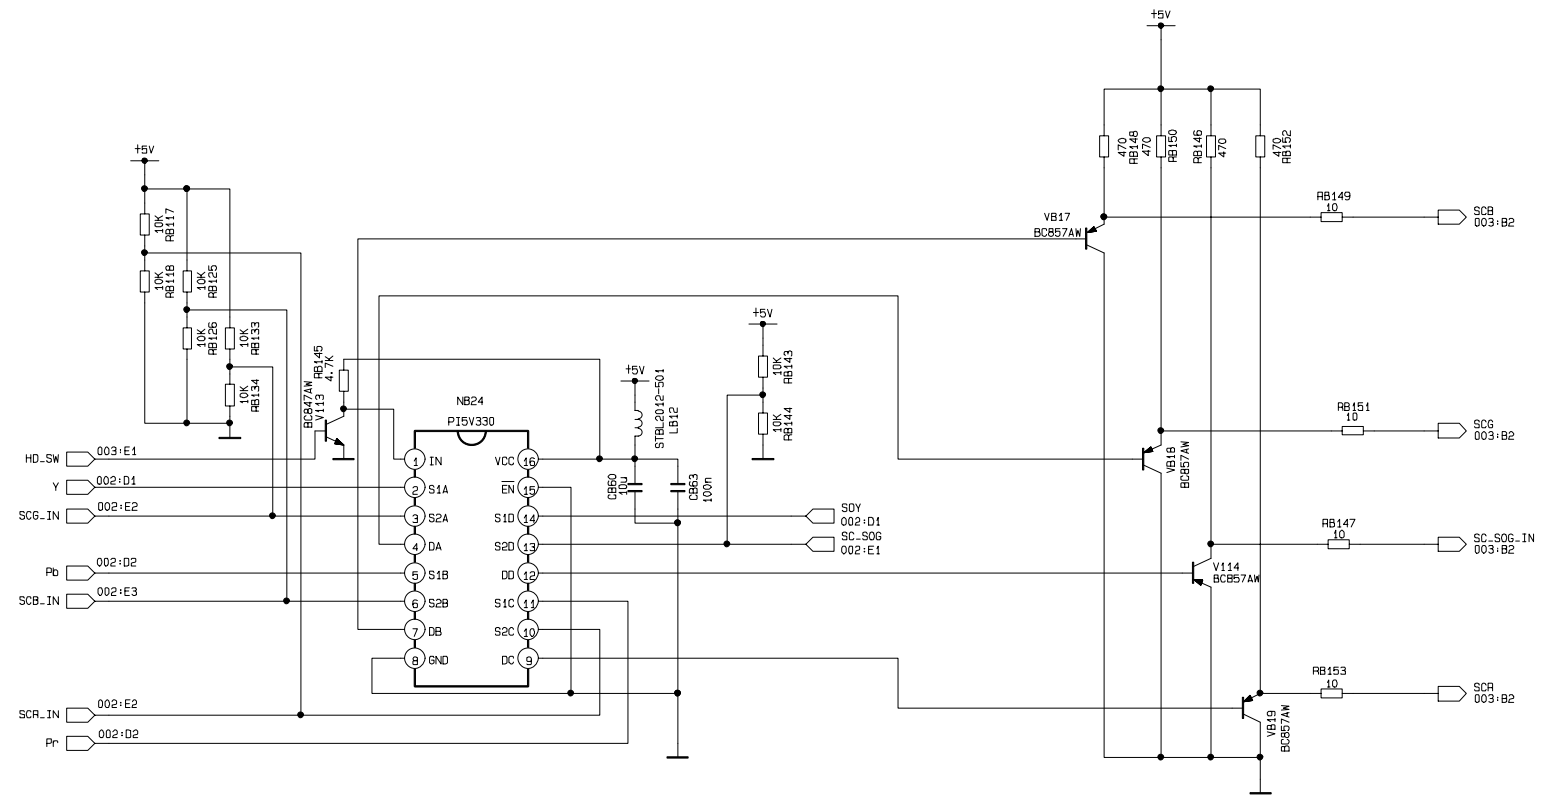 +5V
470
RB148
470
RB150
RB146
470
470
RB152
+5V
10K
RB117
10K
RB118
10K
RB125
10K
RB126
10K
RB133
10K
RB134
RB149
10
SCB
003:B2
VB17
BC857AW
+5V
10K
RB143
10K
RB144
RB145
4.7K
BC847AW
V113
+5V
STBL2012-501
LB12
NB24
PI5V330
RB151
10
SCG
003:B2
VB18
BC857AW
HD_SW
003:E1
Y
002:D1
SCG_IN
002:E2
Pb
002:D2
SCB_IN
002:E3
SCR_IN
002:E2
Pr
002:D2
1 IN VCC 16
2 S1A EN 15
3 S2A S1D 14
4 DA S2D 13
5 S1B DD 12
6 S2B S1C 11
7 DB S2C 10
8 GND DC 9
CB60
10u
CB63
100n
SOY
002:D1
SC_SOG
002:E1
RB147
10
SC_SOG_IN
003:B2
V114
BC857AW
RB153
10
SCR
003:B2
VB19
BC857AW